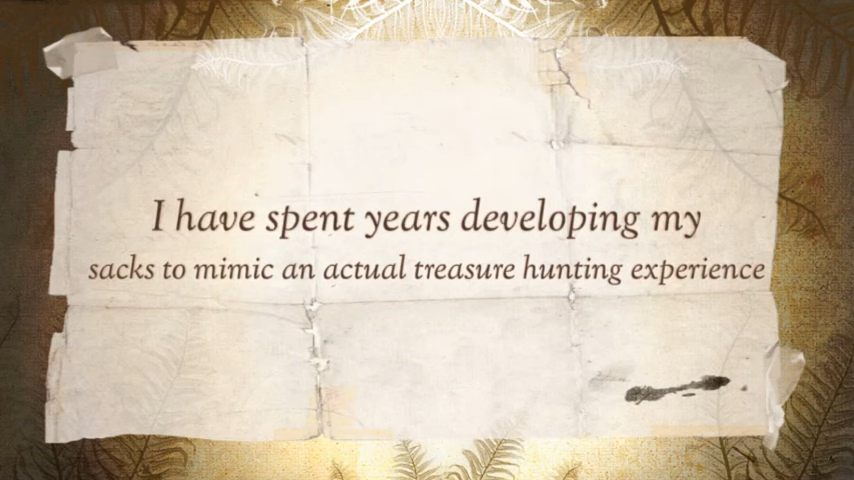 I have spent years developing my
sacks to mimic an actual treasure hunting experience